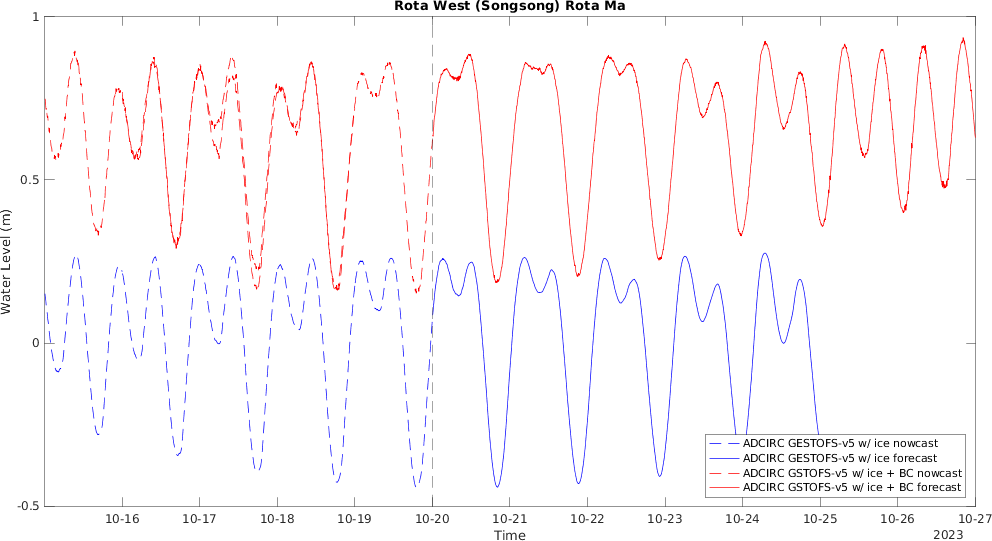 Rota West (Songsong) Rota Ma
Water Level (m)
1
0.5
0
-0.5
10-16
10-17
10-18
10-19
10-20
10-21
10-22
10-23
10-24
10-25
10-26
10-27
Time
2023
ADCIRC GESTOFS-v5 w/ ice nowcast
ADCIRC GESTOFS-v5 w/ ice forecast
ADCIRC GSTOFS-v5 w/ ice + BC nowcast
ADCIRC GSTOFS-v5 w/ ice + BC forecast